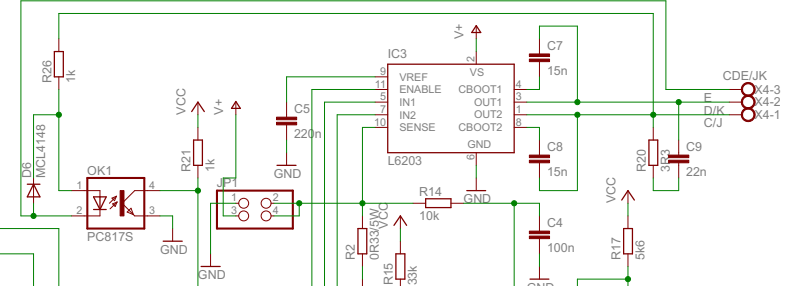 V+
IC3
C7
15n
2
VS
9
VREF
CBOOT1
4
11
ENABLE
OUT1
3
5
IN1
OUT2
1
7
IN2
CBOOT2
8
10
SENSE
GND
6
L6203
GND
CDE/JK
X4-3
E
X4-2
D/K
X4-1
C/J
R26
1k
VCC
V+
C5
220n
GND
D6
MCL4148
R21
1k
C8
15n
R20
3R3
C9
22n
OK1
1
4
2
3
PC817S
GND
JP1
1
2
3
4
GND
R14
10k
R2
0R33/5W
VCC
R15
33k
C4
100n
GND
VCC
R17
5k6